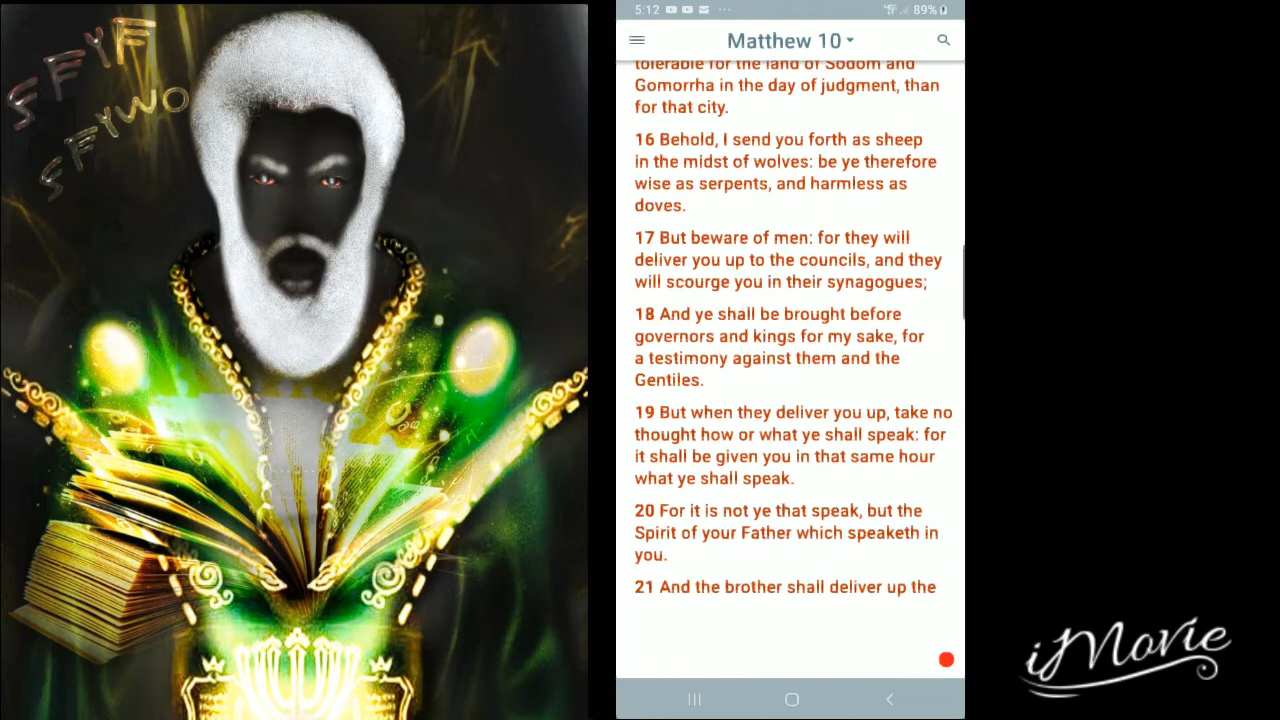 SFYF
SFYWO
5:12
89%
Matthew 10
tolerable for the land of Sodom and
Gomorrha in the day of judgment, than
for that city.
16 Behold, I send you forth as sheep
in the midst of wolves: be ye therefore
wise as serpents, and harmless as
doves.
17 But beware of men: for they will
deliver you up to the councils, and they
will scourge you in their synagogues;
18 And ye shall be brought before
governors and kings for my sake, for
a testimony against them and the
Gentiles.
19 But when they deliver you up, take no
thought how or what ye shall speak: for
it shall be given you in that same hour
what ye shall speak.
20 For it is not ye that speak, but the
Spirit of your Father which speaketh in
you.
21 And the brother shall deliver up the
iMovie